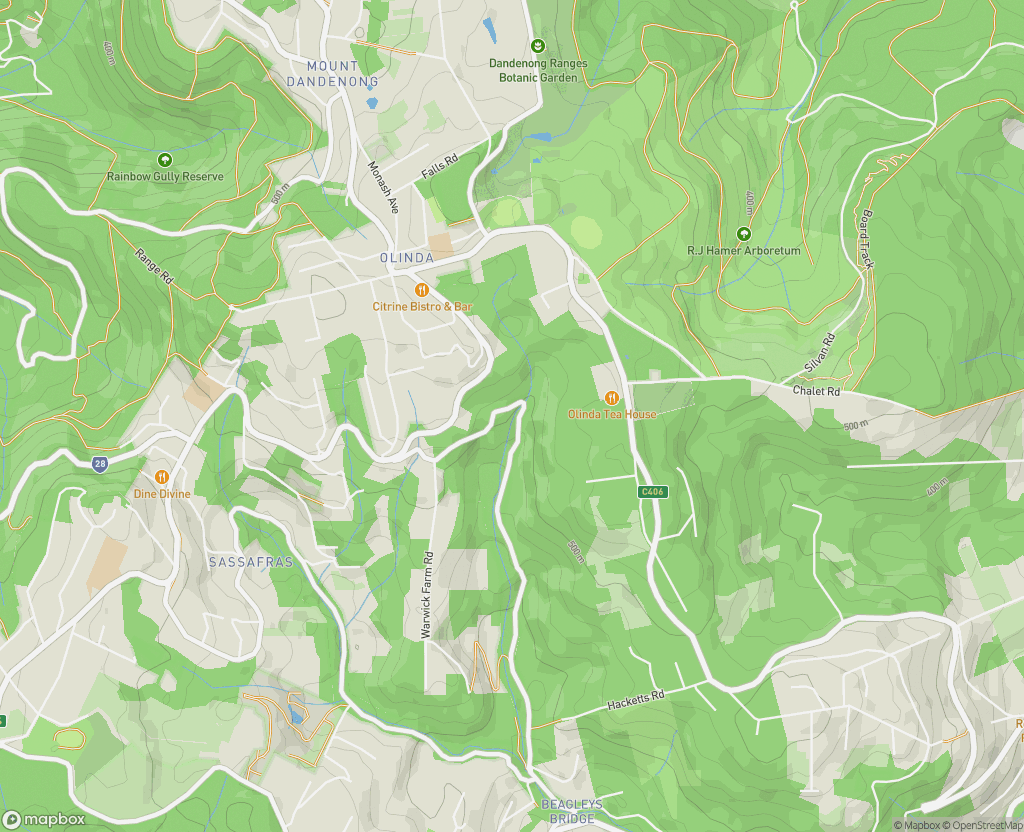 400 m
MOUNT
DANDENONG
Dandenong Ranges
Botanic Garden
Rainbow Gully Reserve
500 m
Monash Ave
Falls Rd
400 m
R.J Hamer Arboretum
Board Track
Range Rd
OLINDA
Citrine Bistro & Bar
Silvan Rd
Chalet Rd
Olinda Tea House
500 m
28
Dine Divine
C406
400 m
500 m
SASSAFRAS
Warwick Farm Rd
Hacketts Rd
BEAGLEYS
BRIDGE
mapbox
© Mapbox © OpenStreetMap